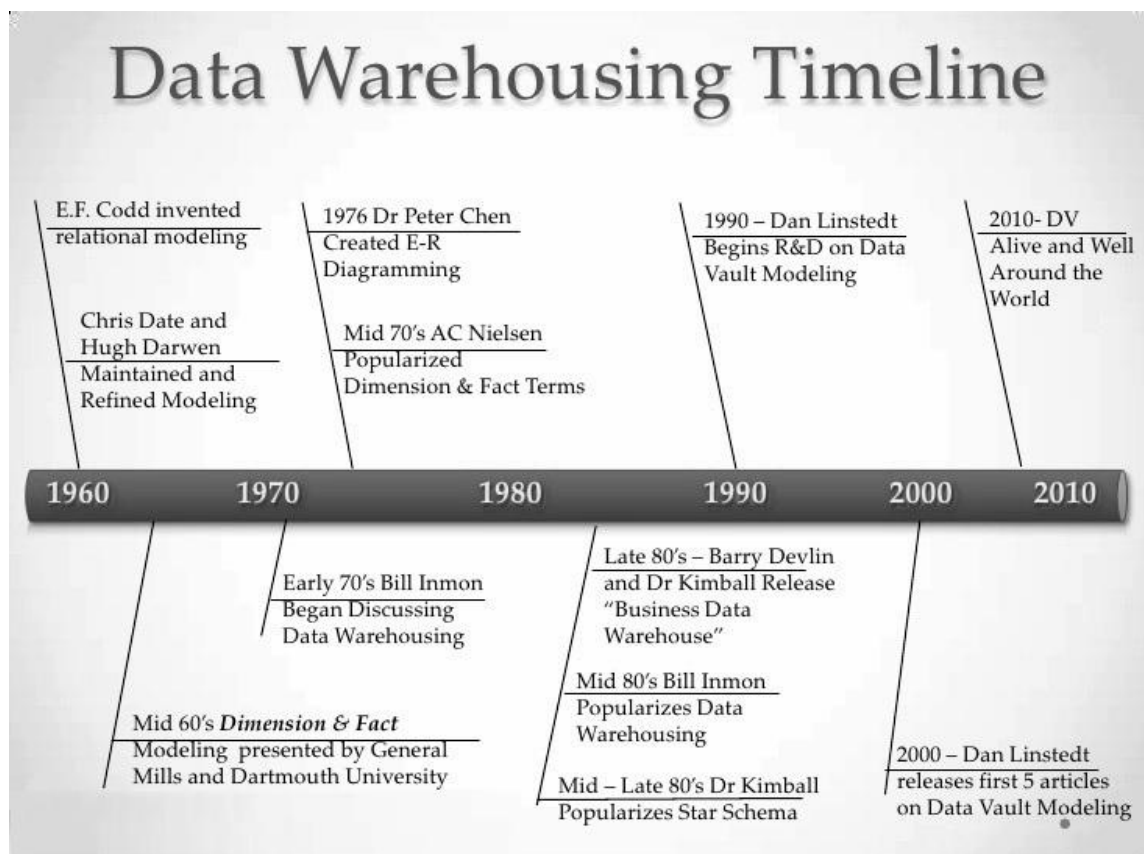 Data Warehousing Timeline
E.F. Codd invented
relational modeling
Chris Date and
Hugh Darwen
Maintained and
Refined Modeling
1976 Dr Peter Chen
Created E-R
Diagramming
Mid 70's AC Nielsen
Popularized
Dimension & Fact Terms
1990 – Dan Linstedt
Begins R&D on Data
Vault Modeling
2010- DV
Alive and Well
Around the
World
1960 1970 1980 1990 2000 2010
Mid 60's Dimension & Fact
Modeling presented by General
Mills and Dartmouth University
Early 70's Bill Inmon
Began Discussing
Data Warehousing
Late 80's – Barry Devlin
and Dr Kimball Release
“Business Data
Warehouse”
Mid 80's Bill Inmon
Popularizes Data
Warehousing
Mid – Late 80's Dr Kimball
Popularizes Star Schema
2000 – Dan Linstedt
releases first 5 articles
on Data Vault Modeling